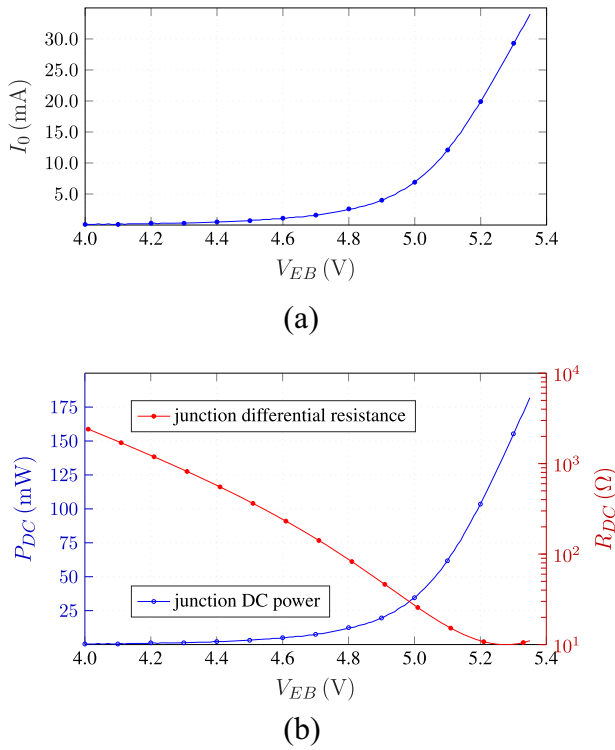 30.0
25.0
20.0
15.0
10.0
5.0
I0 (mA)
4.0 4.2 4.4 4.6 4.8 5.0 5.2 5.4
VEB (V)
(a)
175
150
125
100
75
50
25
PDC (mW)
junction differential resistance
junction DC power
10^4
10^3
10^2
10^1
RDC (Ω)
4.0 4.2 4.4 4.6 4.8 5.0 5.2 5.4
VEB (V)
(b)